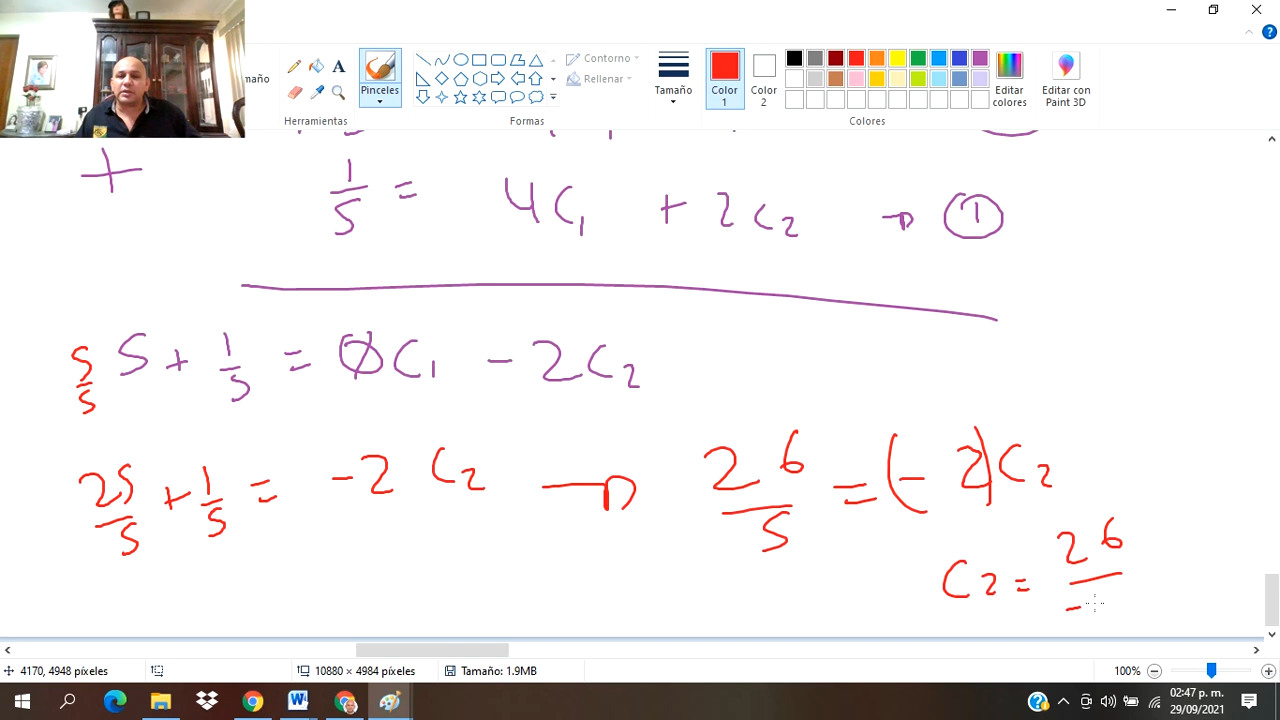 Contorno
Rellenar
Pinceles
Tamaño
Color 1
Color 2
Editar colores
Editar con Paint 3D
Herramientas
Formas
Colores
+ 1/5 = 4C₁ + 2C₂ → ①
5/5 5 + 1/5 = 0C₁ - 2C₂
25/5 + 1/5 = -2 C₂ → 26/5 = (-2)C₂
C₂ = 26/-
4170, 4948 píxeles
10880 × 4984 píxeles
Tamaño: 1.9MB
100%
02:47 p. m.
29/09/2021